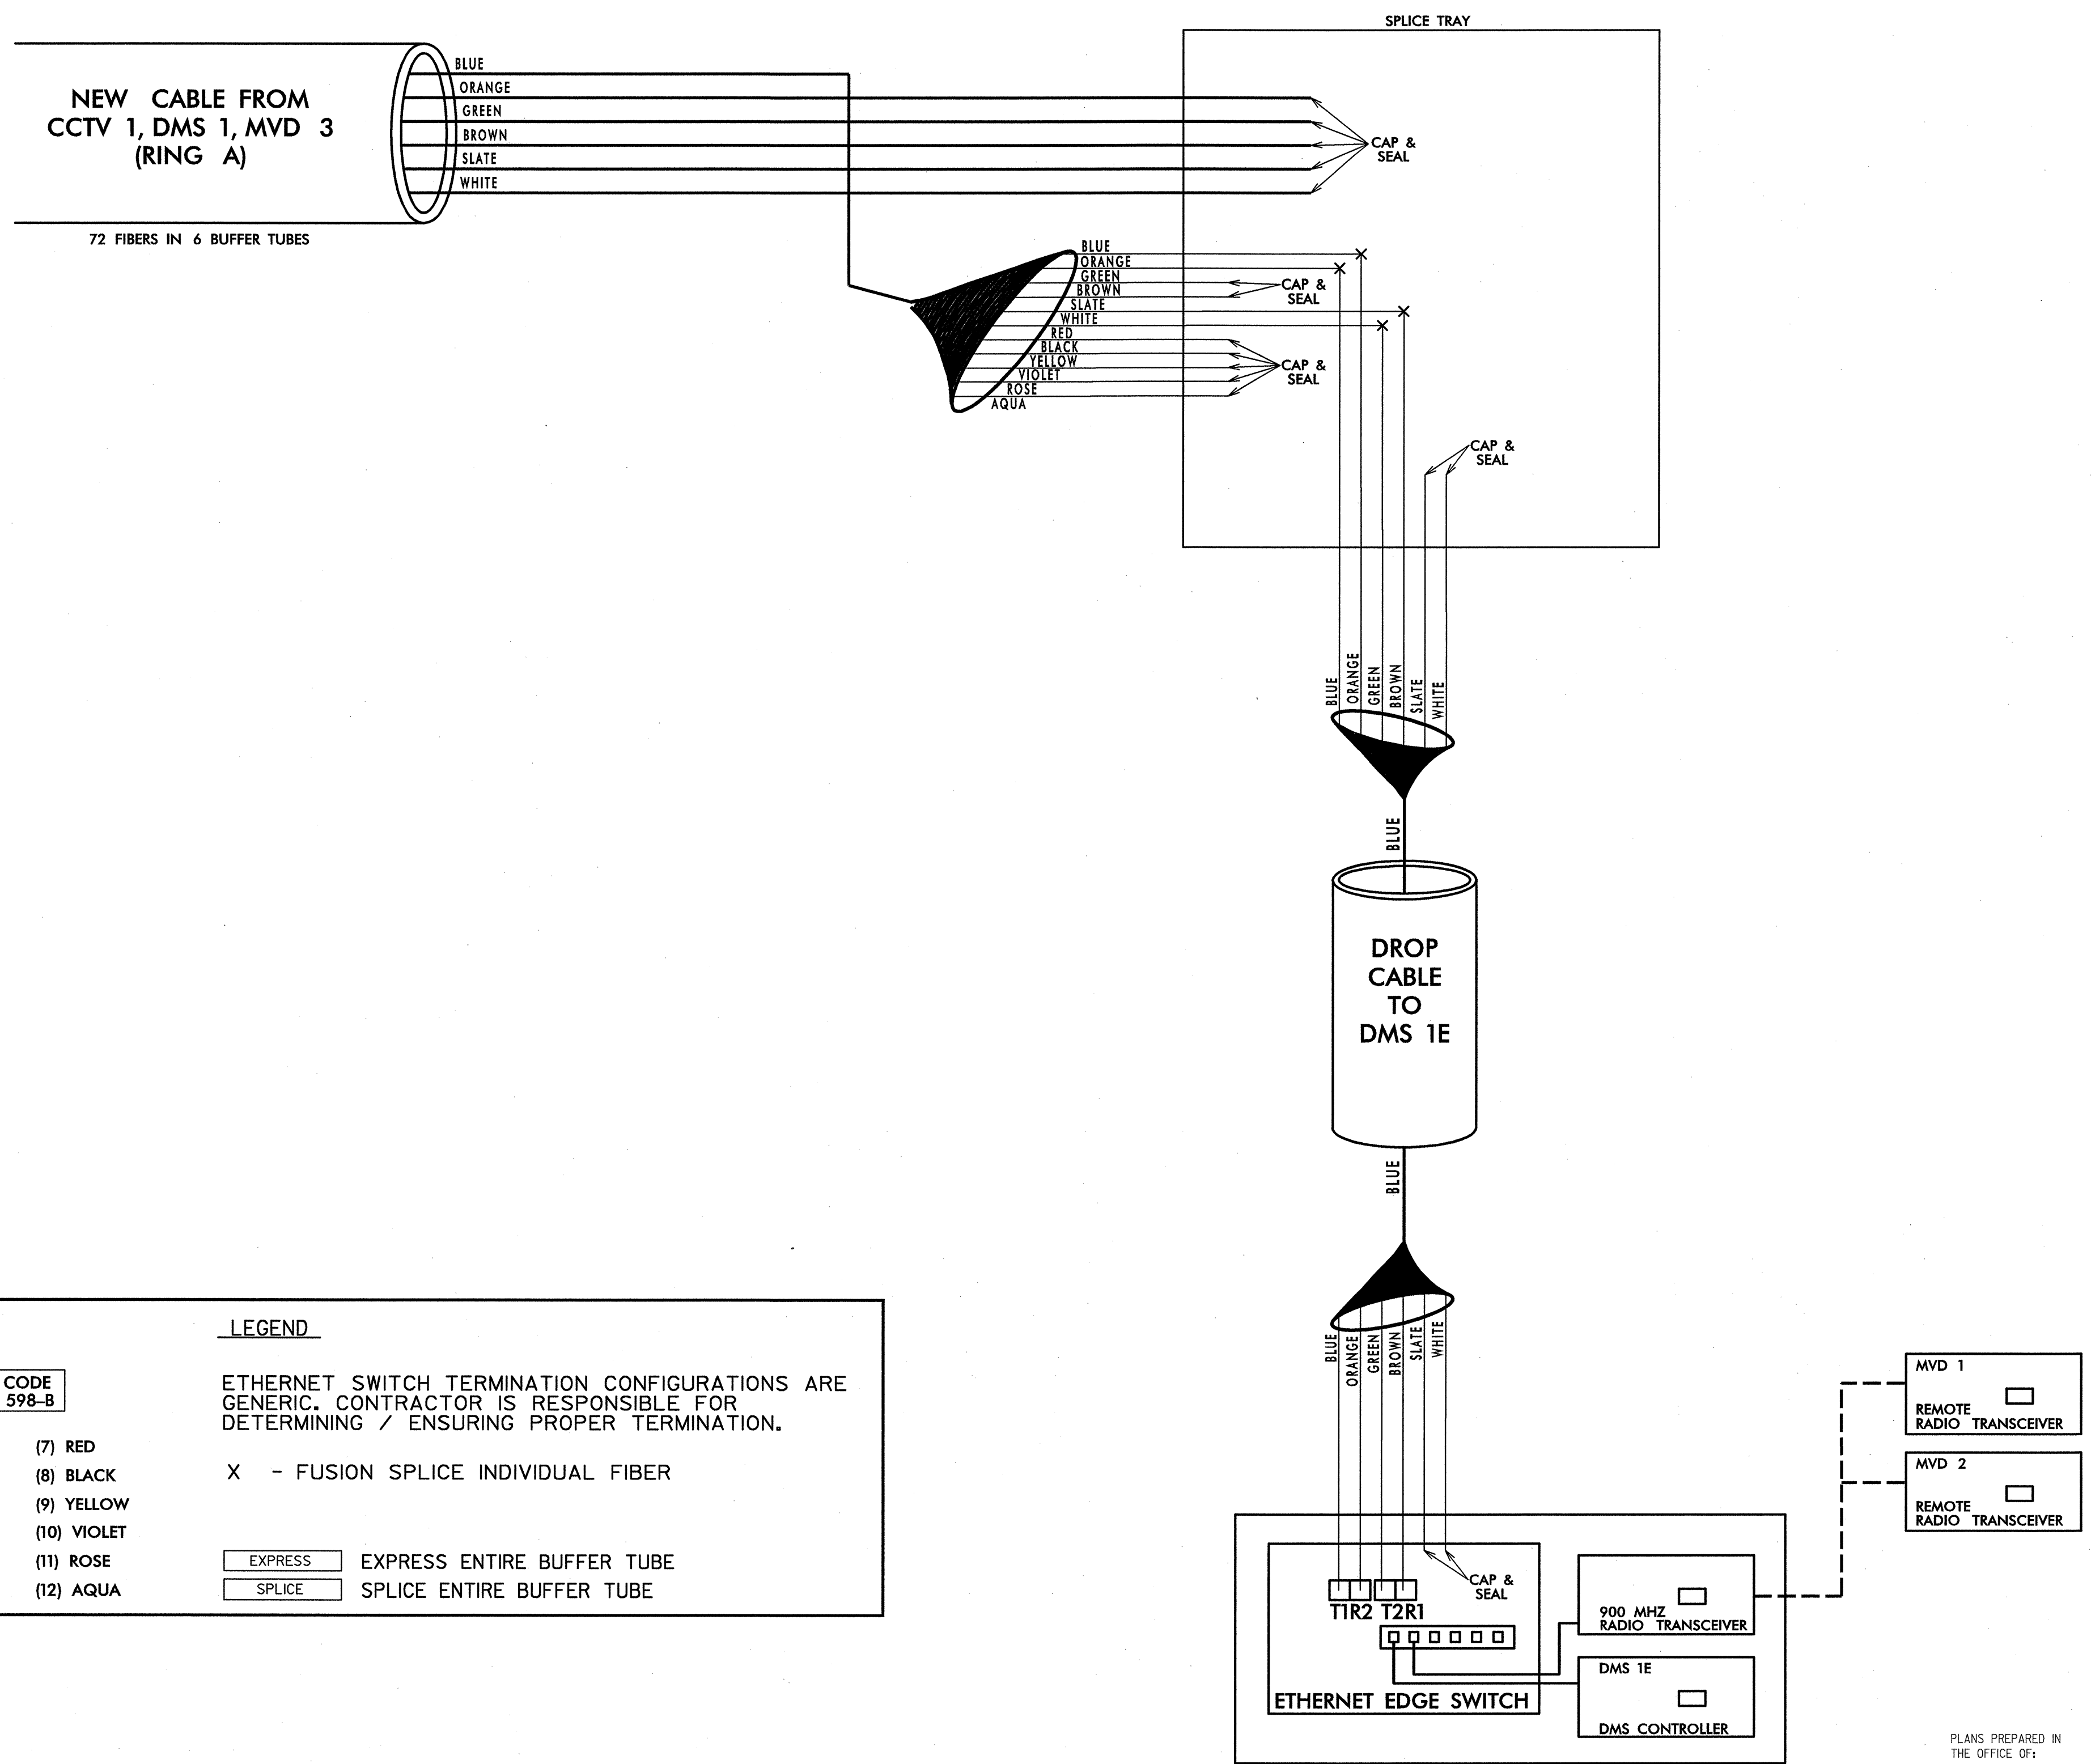 SPLICE TRAY
NEW CABLE FROM
CCTV 1, DMS 1, MVD 3
(RING A)
72 FIBERS IN 6 BUFFER TUBES
BLUE
ORANGE
GREEN
BROWN
SLATE
WHITE
CAP &
SEAL
BLUE
ORANGE
GREEN
BROWN
SLATE
WHITE
RED
BLACK
YELLOW
VIOLET
ROSE
AQUA
CAP &
SEAL
CAP &
SEAL
CAP &
SEAL
BLUE
ORANGE
GREEN
BROWN
SLATE
WHITE
BLUE
DROP
CABLE
TO
DMS 1E
BLUE
BLUE
ORANGE
GREEN
BROWN
SLATE
WHITE
CAP &
SEAL
T1R2 T2R1
ETHERNET EDGE SWITCH
900 MHZ
RADIO TRANSCEIVER
DMS 1E
DMS CONTROLLER
MVD 1
REMOTE
RADIO TRANSCEIVER
MVD 2
REMOTE
RADIO TRANSCEIVER
LEGEND
CODE
598-B
(7) RED
(8) BLACK
(9) YELLOW
(10) VIOLET
(11) ROSE
(12) AQUA
ETHERNET SWITCH TERMINATION CONFIGURATIONS ARE
GENERIC. CONTRACTOR IS RESPONSIBLE FOR
DETERMINING / ENSURING PROPER TERMINATION.
X - FUSION SPLICE INDIVIDUAL FIBER
EXPRESS EXPRESS ENTIRE BUFFER TUBE
SPLICE SPLICE ENTIRE BUFFER TUBE
PLANS PREPARED IN
THE OFFICE OF: